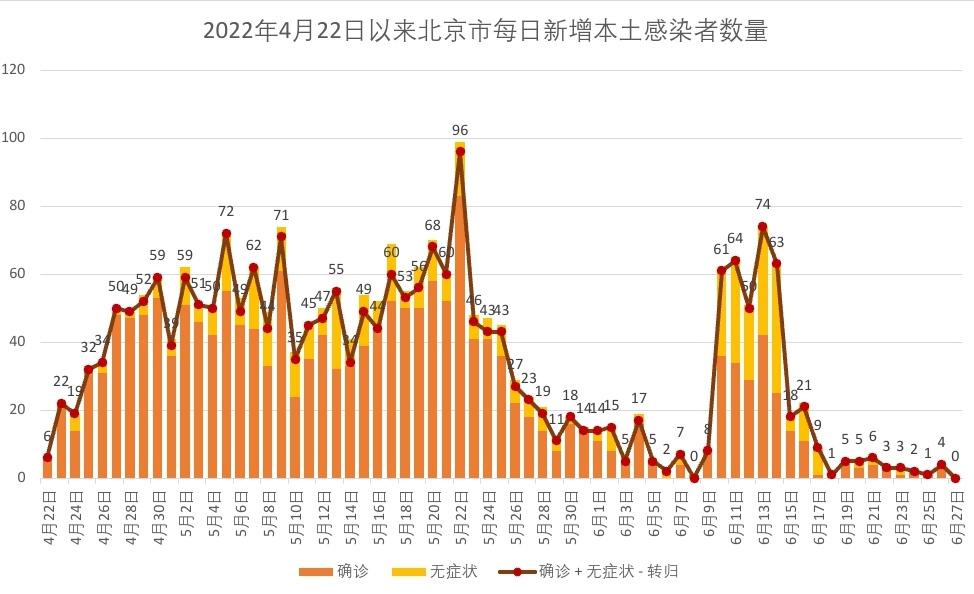 2022年4月22日以来北京市每日新增本土感染者数量
120
100
80
60
40
20
0
6
22
19
32
34
50
49
52
59
39
59
51
50
72
49
62
44
71
35
45
47
55
34
49
44
60
53
56
68
60
96
46
43
43
27
23
19
11
18
14
14
15
5
17
5
2
7
0
8
61
64
50
74
63
18
21
9
1
5
5
6
3
3
2
1
4
0
4月22日
4月24日
4月26日
4月28日
4月30日
5月2日
5月4日
5月6日
5月8日
5月10日
5月12日
5月14日
5月16日
5月18日
5月20日
5月22日
5月24日
5月26日
5月28日
5月30日
6月1日
6月3日
6月5日
6月7日
6月9日
6月11日
6月13日
6月15日
6月17日
6月19日
6月21日
6月23日
6月25日
6月27日
确诊 无症状 确诊 + 无症状 - 转归